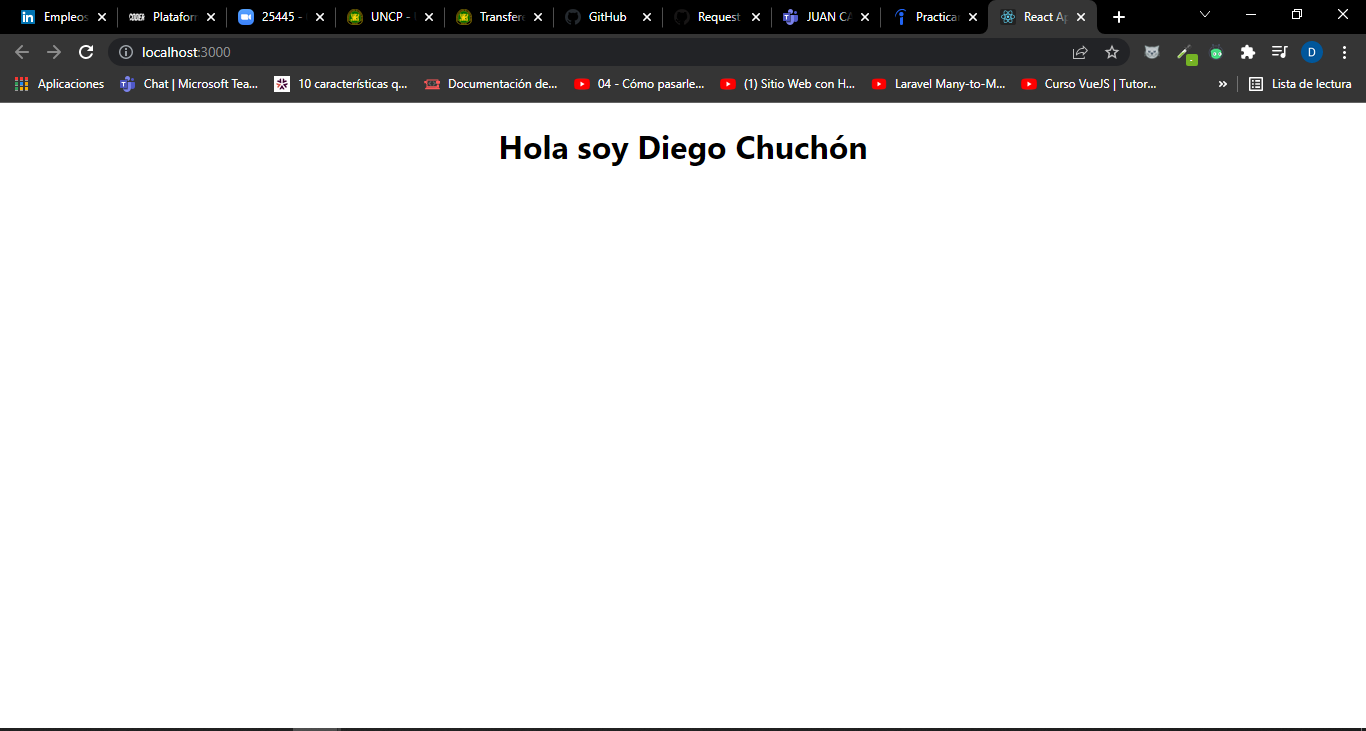 Empleos Platafor 25445 - UNCP - Transfere GitHub Request JUAN CA Practica React Ap
localhost:3000
Aplicaciones Chat | Microsoft Tea... 10 características q... Documentación de... 04 - Cómo pasarle... (1) Sitio Web con H... Laravel Many-to-M... Curso VueJS | Tutor... » Lista de lectura
Hola soy Diego Chuchón